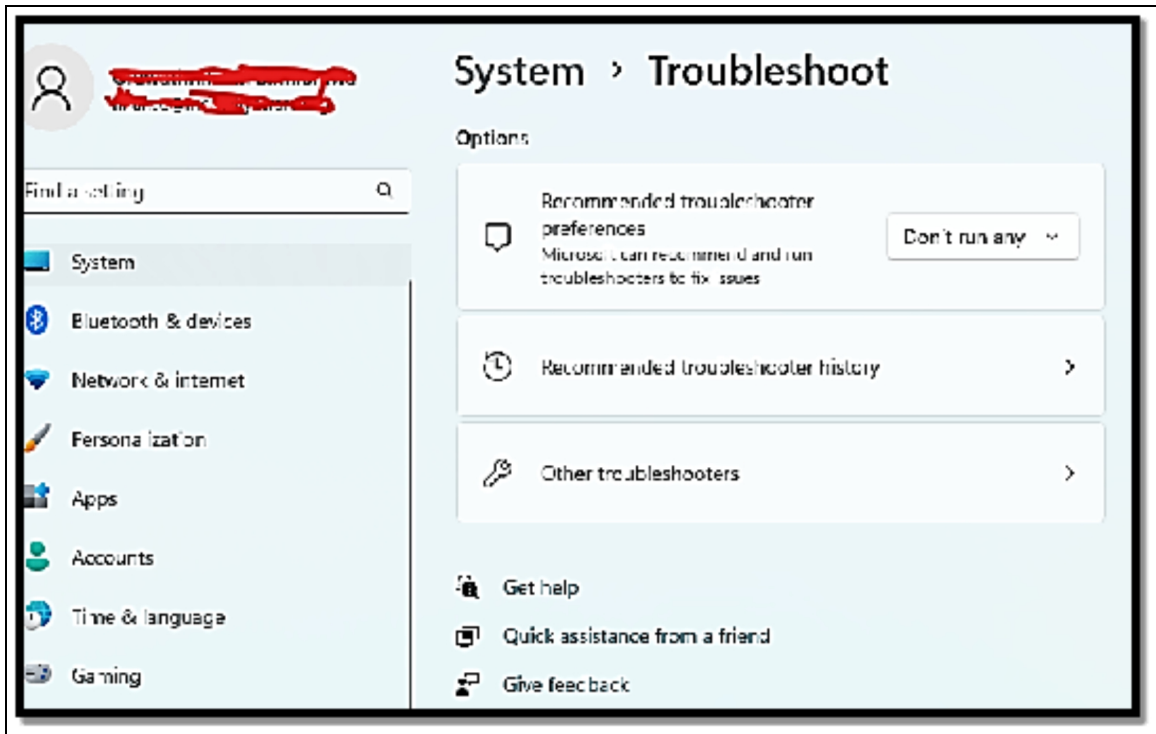 System > Troubleshoot
Find a setting
System
Bluetooth & devices
Network & internet
Personalization
Apps
Accounts
Time & language
Gaming
Options
Recommended troubleshooter
preferences
Microsoft can recommend and run
troubleshooters to fix issues
Don't run any
Recommended troubleshooter history
Other troubleshooters
Get help
Quick assistance from a friend
Give feedback